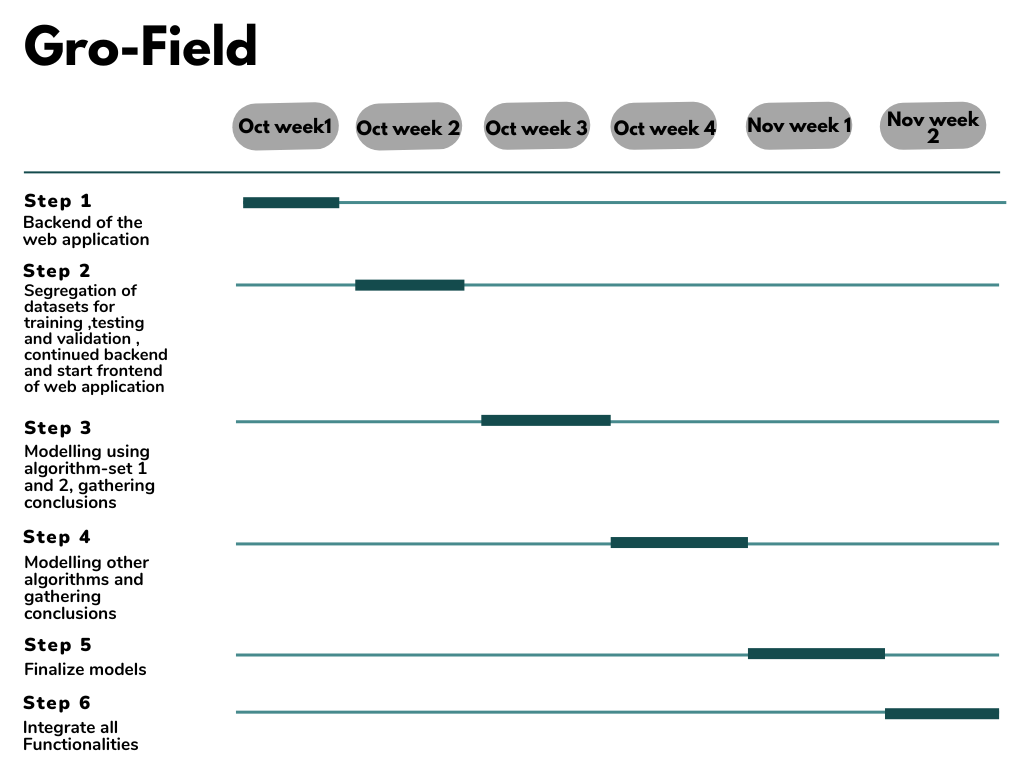 Gro-Field
Oct week1
Oct week 2
Oct week 3
Oct week 4
Nov week 1
Nov week
2
Step 1
Backend of the
web application
Step 2
Segregation of
datasets for
training ,testing
and validation ,
continued backend
and start frontend
of web application
Step 3
Modelling using
algorithm-set 1
and 2, gathering
conclusions
Step 4
Modelling other
algorithms and
gathering
conclusions
Step 5
Finalize models
Step 6
Integrate all
Functionalities